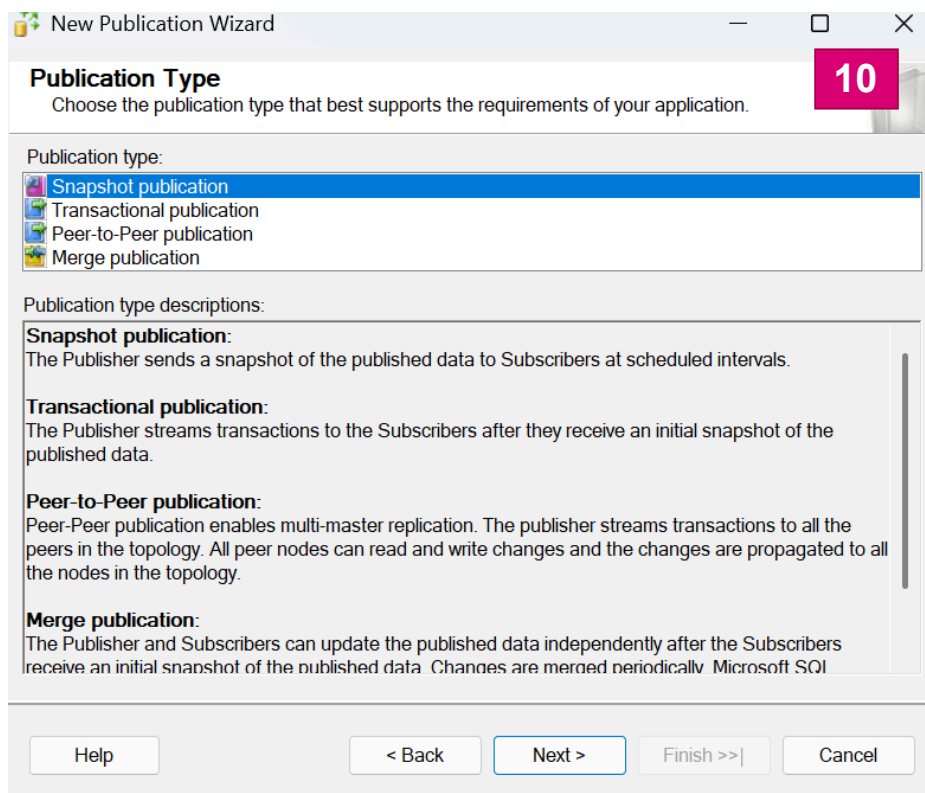 New Publication Wizard
Publication Type
Choose the publication type that best supports the requirements of your application.
10
Publication type:
Snapshot publication
Transactional publication
Peer-to-Peer publication
Merge publication
Publication type descriptions:
Snapshot publication:
The Publisher sends a snapshot of the published data to Subscribers at scheduled intervals.
Transactional publication:
The Publisher streams transactions to the Subscribers after they receive an initial snapshot of the
published data.
Peer-to-Peer publication:
Peer-Peer publication enables multi-master replication. The publisher streams transactions to all the
peers in the topology. All peer nodes can read and write changes and the changes are propagated to all
the nodes in the topology.
Merge publication:
The Publisher and Subscribers can update the published data independently after the Subscribers
receive an initial snapshot of the published data. Changes are merged periodically. Microsoft SQL
Help
< Back
Next >
Finish >>|
Cancel